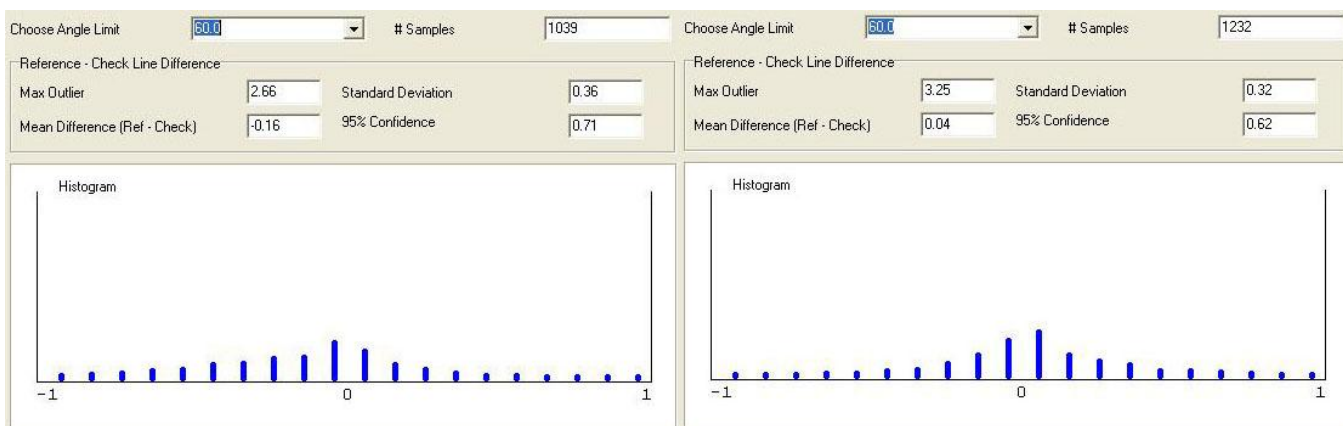 Choose Angle Limit 60.0 # Samples 1039
Reference - Check Line Difference
Max Outlier 2.66 Standard Deviation 0.36
Mean Difference (Ref - Check) -0.16 95% Confidence 0.71
Histogram
-1 0 1
Choose Angle Limit 60.0 # Samples 1232
Reference - Check Line Difference
Max Outlier 3.25 Standard Deviation 0.32
Mean Difference (Ref - Check) 0.04 95% Confidence 0.62
Histogram
-1 0 1